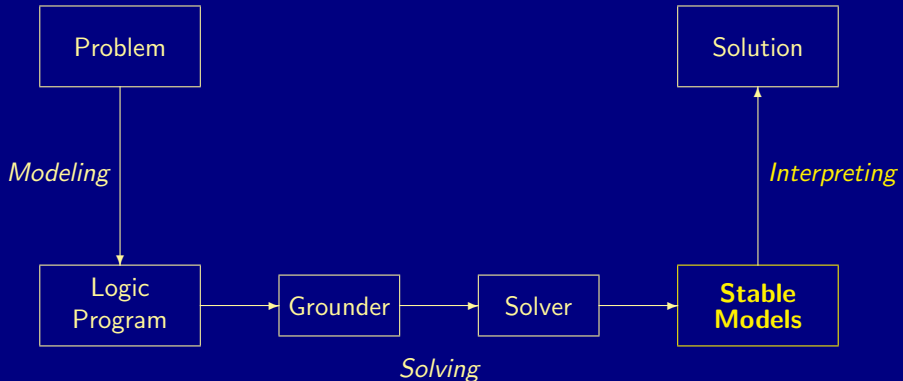 Problem
Solution
Modeling
Interpreting
Logic
Program
Grounder
Solver
Stable
Models
Solving